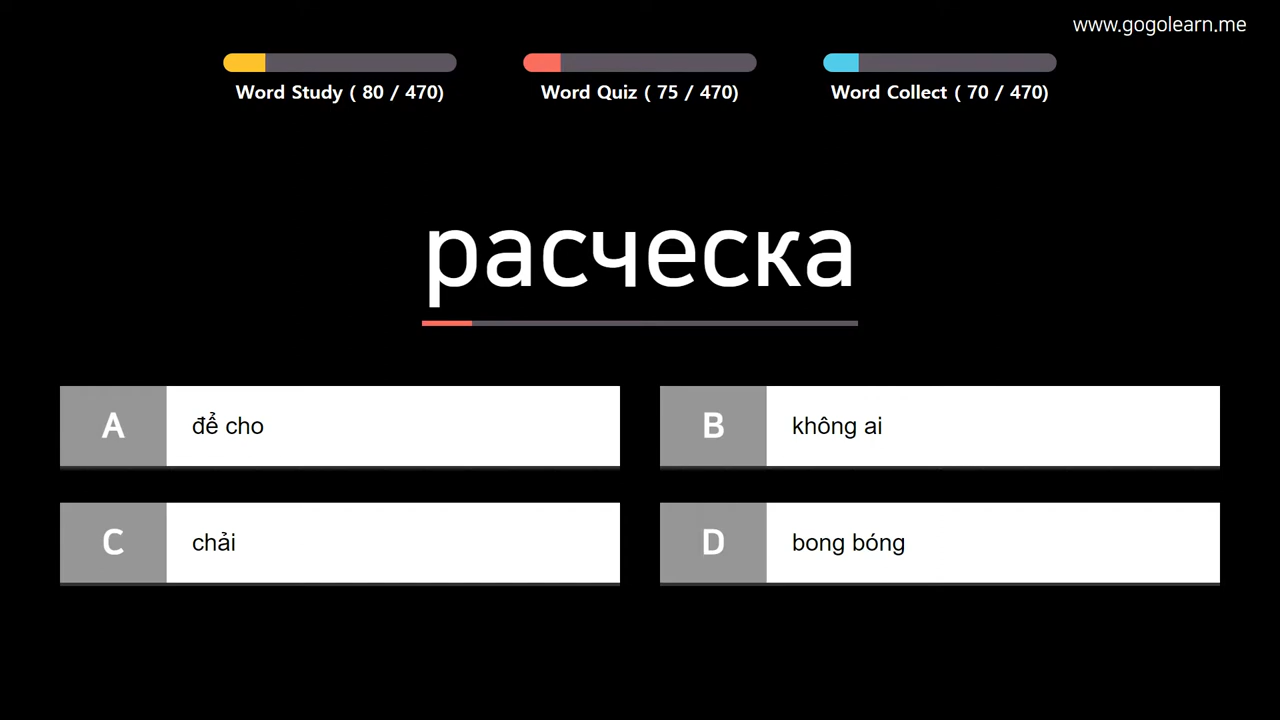 www.gogolearn.me
Word Study ( 80 / 470)
Word Quiz ( 75 / 470)
Word Collect ( 70 / 470)
расческа
A để cho
B không ai
C chải
D bong bóng